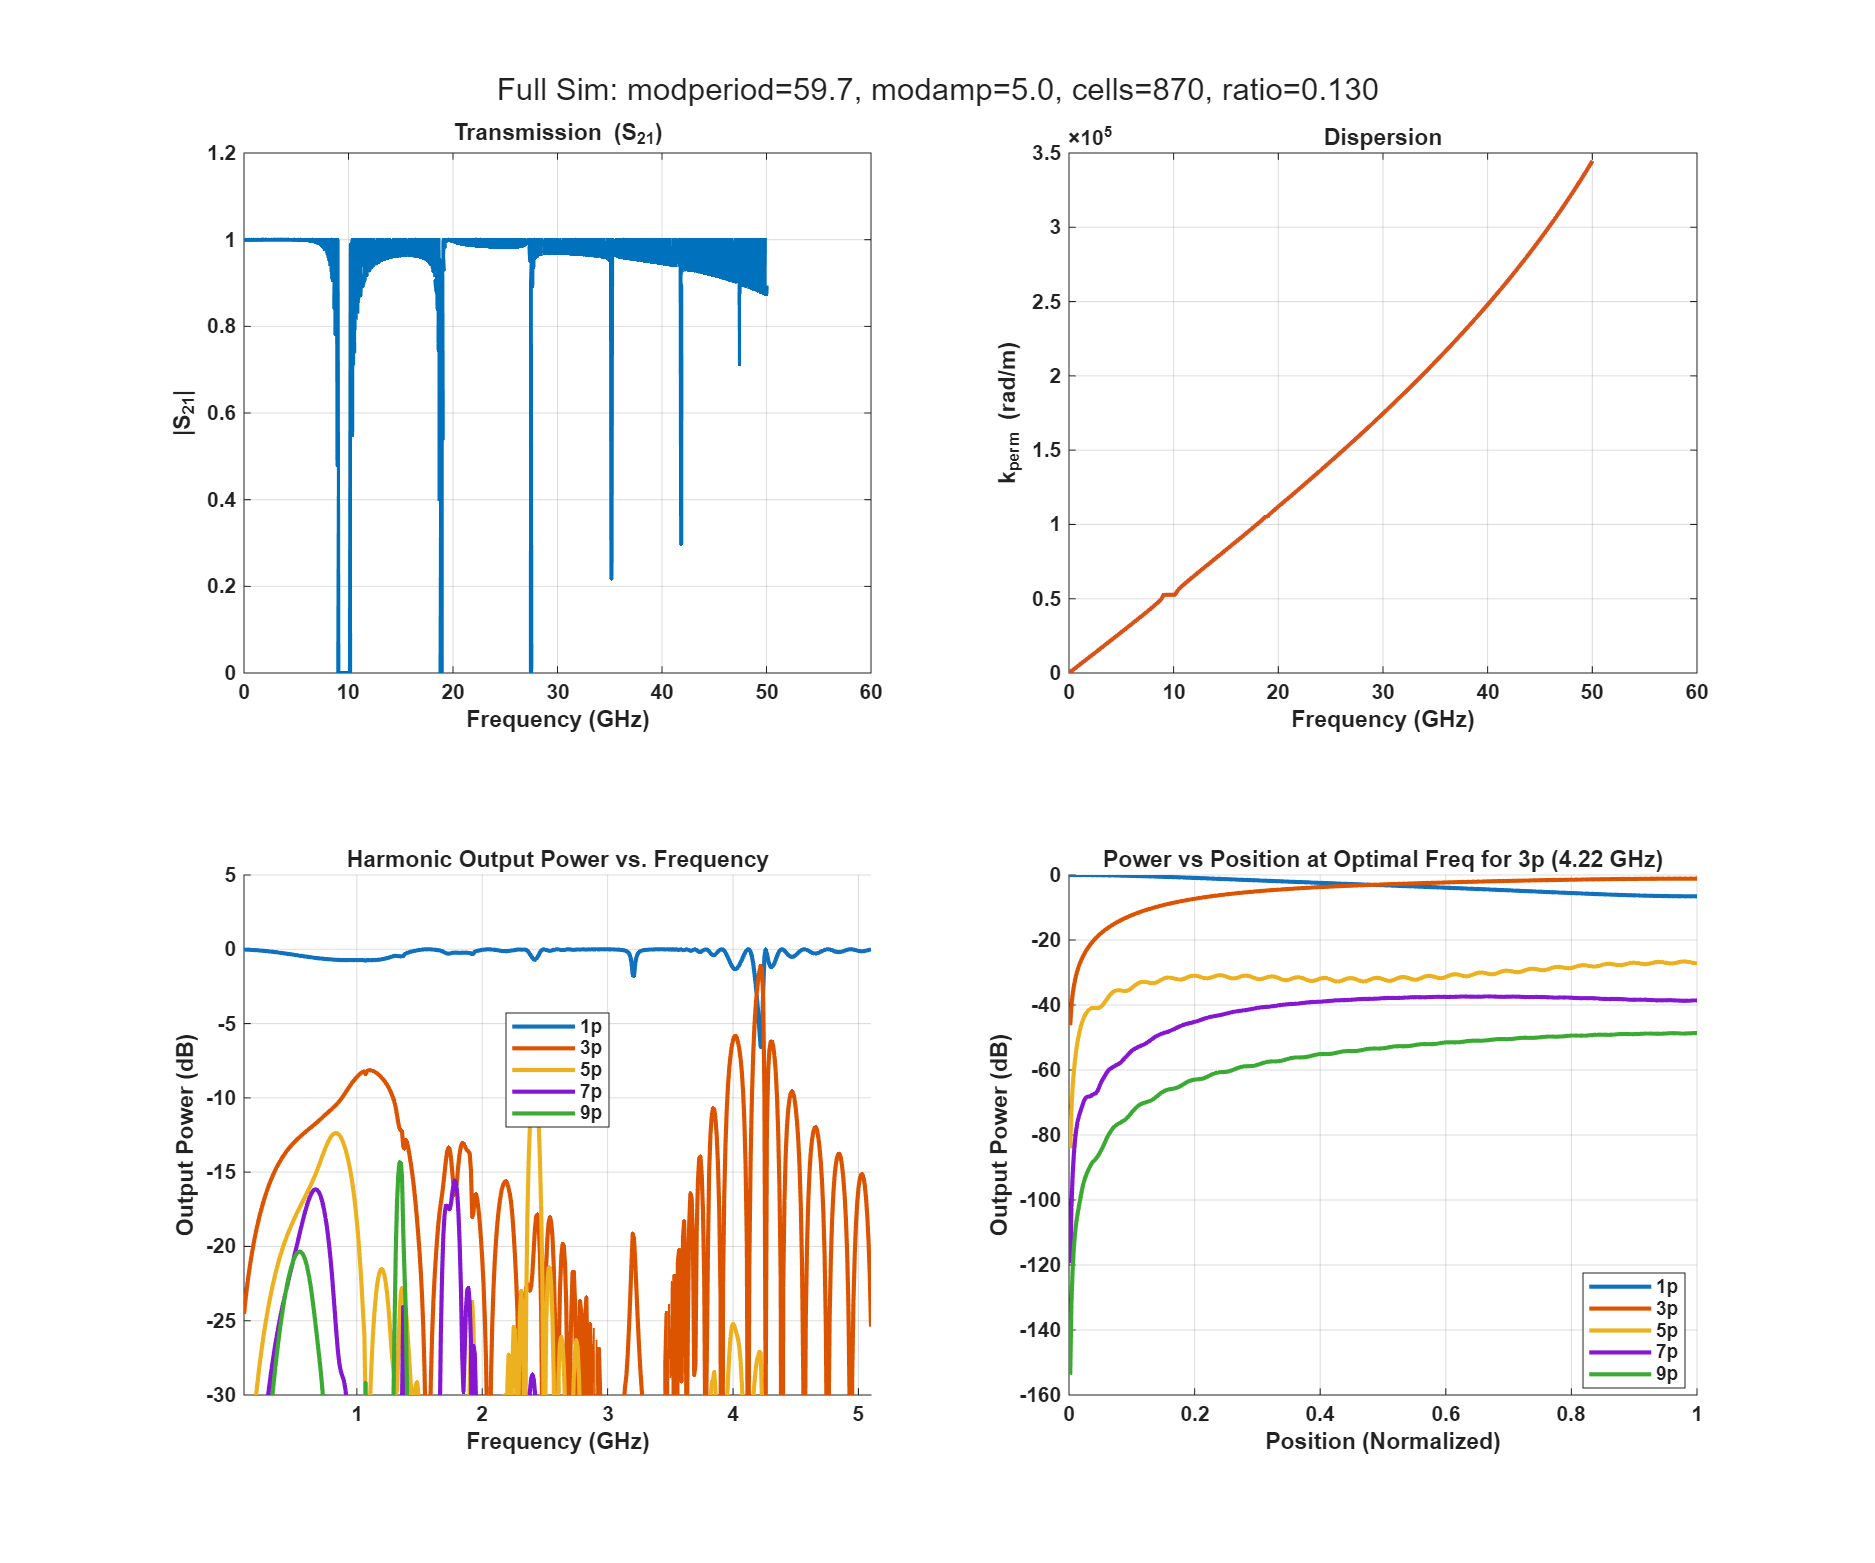 Full Sim: modperiod=59.7, modamp=5.0, cells=870, ratio=0.130
Transmission (S21)
1.2
1
0.8
0.6
0.4
0.2
0
|S21|
0 10 20 30 40 50 60
Frequency (GHz)
×10^5
Dispersion
3.5
3
2.5
2
1.5
1
0.5
0
kperm (rad/m)
0 10 20 30 40 50 60
Frequency (GHz)
Harmonic Output Power vs. Frequency
5
0
-5
-10
-15
-20
-25
-30
Output Power (dB)
1p
3p
5p
7p
9p
1 2 3 4 5
Frequency (GHz)
Power vs Position at Optimal Freq for 3p (4.22 GHz)
0
-20
-40
-60
-80
-100
-120
-140
-160
Output Power (dB)
1p
3p
5p
7p
9p
0 0.2 0.4 0.6 0.8 1
Position (Normalized)